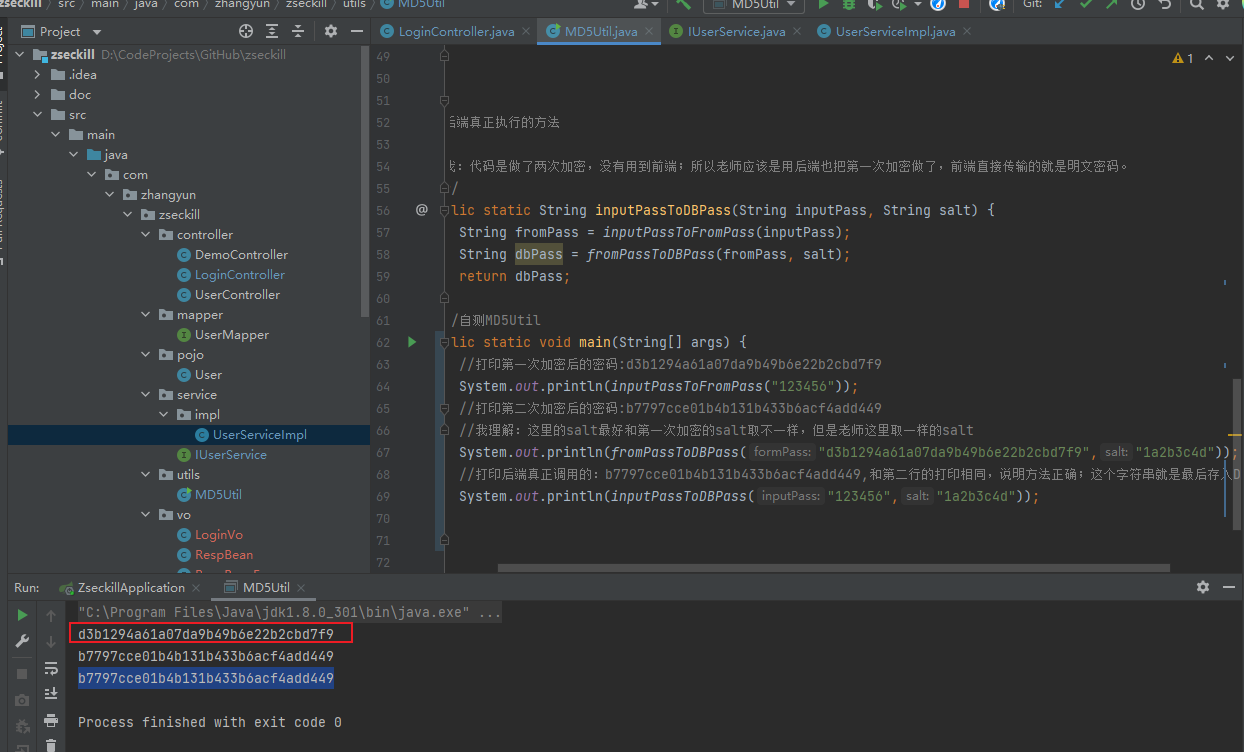 zseckill src main java com zhangyun zseckill utils MD5Util MD5Util Git:
Project
LoginController.java MD5Util.java IUserService.java UserServiceImpl.java
zseckill D:\CodeProjects\GitHub\zseckill
.idea
doc
src
main
java
com
zhangyun
zseckill
controller
DemoController
LoginController
UserController
mapper
UserMapper
pojo
User
service
impl
UserServiceImpl
IUserService
utils
MD5Util
vo
LoginVo
RespBean
1
49
50
51
52 后端真正执行的方法
53
54 代码是做了两次加密，没有用到前端；所以老师应该是用后端也把第一次加密做了，前端直接传输的就是明文密码。
55 /
56 @ lic static String inputPassToDBPass(String inputPass, String salt) {
57 String fromPass = inputPassToFromPass(inputPass);
58 String dbPass = fromPassToDBPass(fromPass, salt);
59 return dbPass;
60
61 /自测MD5Util
62 lic static void main(String[] args) {
63 //打印第一次加密后的密码:d3b1294a61a07da9b49b6e22b2cbd7f9
64 System.out.println(inputPassToFromPass("123456"));
65 //打印第二次加密后的密码:b7797cce01b4b131b433b6acf4add449
66 //我理解：这里的salt最好和第一次加密的salt取不一样，但是老师这里取一样的salt
67 System.out.println(fromPassToDBPass( formPass: "d3b1294a61a07da9b49b6e22b2cbd7f9", salt: "1a2b3c4d"));
68 //打印后端真正调用的：b7797cce01b4b131b433b6acf4add449,和第二行的打印相同，说明方法正确；这个字符串就是最后存入D
69 System.out.println(inputPassToDBPass( inputPass: "123456", salt: "1a2b3c4d"));
70
71
72
Run: ZseckillApplication MD5Util
"C:\Program Files\Java\jdk1.8.0_301\bin\java.exe" ...
d3b1294a61a07da9b49b6e22b2cbd7f9
b7797cce01b4b131b433b6acf4add449
b7797cce01b4b131b433b6acf4add449
Process finished with exit code 0